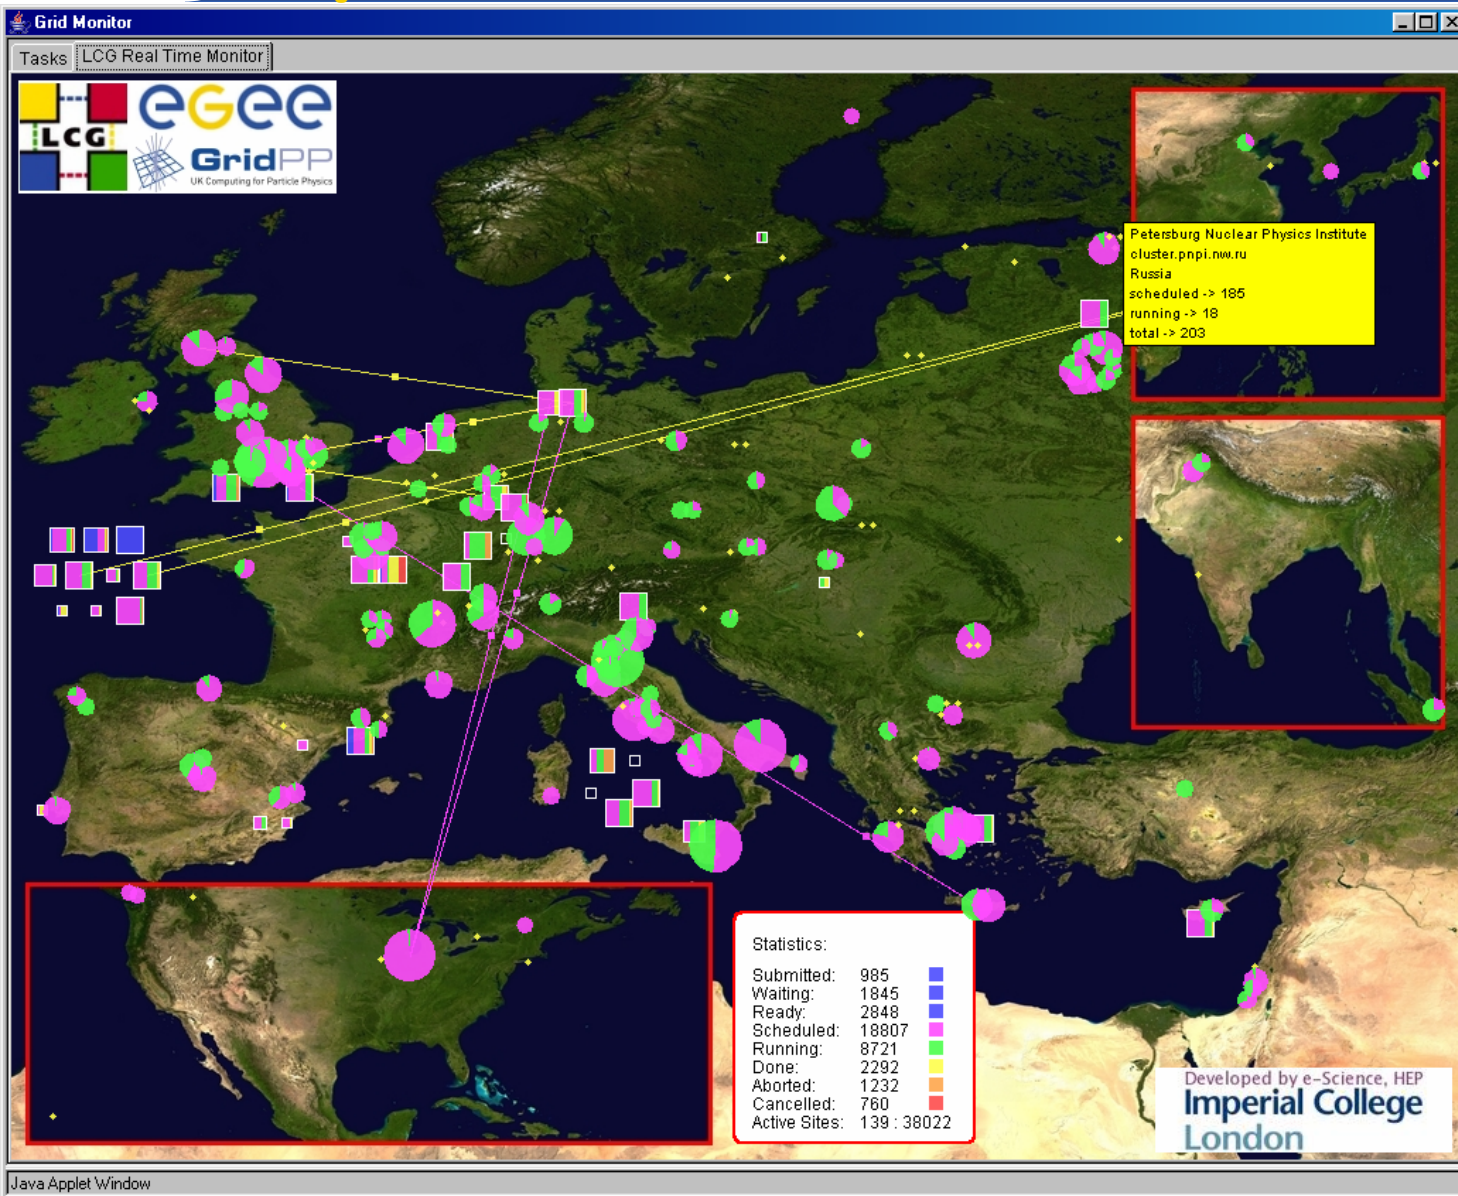 Grid Monitor
Tasks
LCG Real Time Monitor
LCG
eGee
GridPP
UK Computing for Particle Physics
Petersburg Nuclear Physics Institute
cluster.pnpi.nw.ru
Russia
scheduled -> 185
running -> 18
total -> 203
Statistics:
Submitted: 985
Waiting: 1845
Ready: 2848
Scheduled: 18807
Running: 8721
Done: 2292
Aborted: 1232
Cancelled: 760
Active Sites: 139 : 38022
Developed by e-Science, HEP
Imperial College
London
Java Applet Window